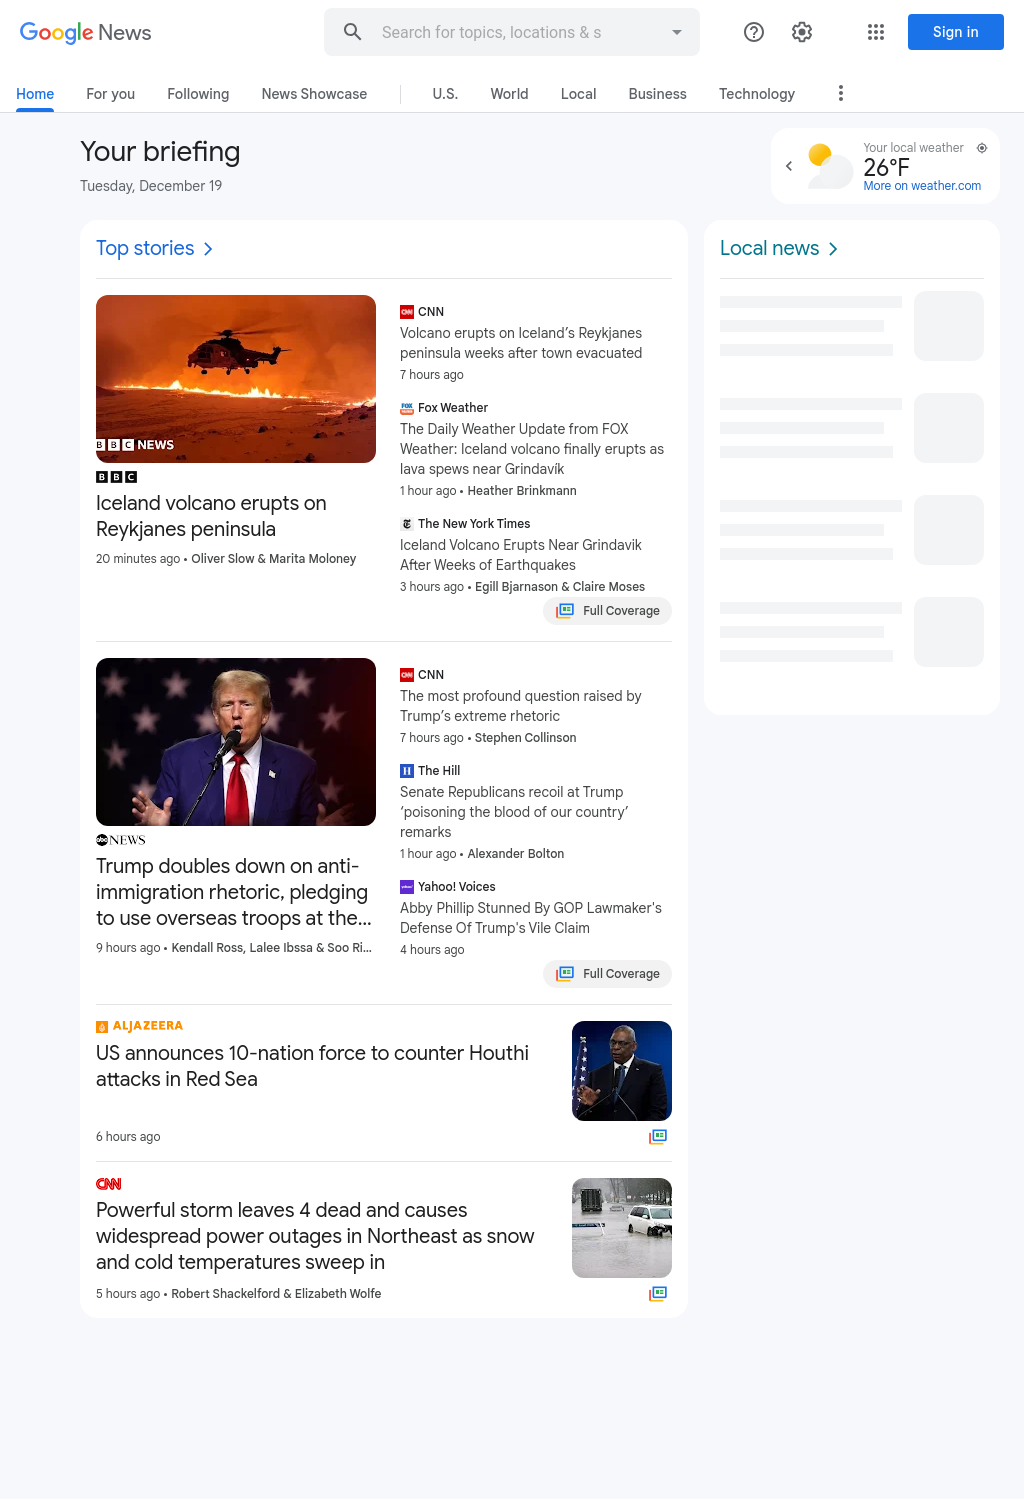 Google News
Search for topics, locations & s
Sign in
Home
For you
Following
News Showcase
U.S.
World
Local
Business
Technology
Your briefing
Tuesday, December 19
Your local weather
26°F
More on weather.com
Top stories
BBC NEWS
BBC
Iceland volcano erupts on
Reykjanes peninsula
20 minutes ago • Oliver Slow & Marita Moloney
CNN
Volcano erupts on Iceland’s Reykjanes
peninsula weeks after town evacuated
7 hours ago
Fox Weather
The Daily Weather Update from FOX
Weather: Iceland volcano finally erupts as
lava spews near Grindavík
1 hour ago • Heather Brinkmann
The New York Times
Iceland Volcano Erupts Near Grindavik
After Weeks of Earthquakes
3 hours ago • Egill Bjarnason & Claire Moses
Full Coverage
abc NEWS
Trump doubles down on anti-
immigration rhetoric, pledging
to use overseas troops at the...
9 hours ago • Kendall Ross, Lalee Ibssa & Soo Ri...
CNN
The most profound question raised by
Trump’s extreme rhetoric
7 hours ago • Stephen Collinson
The Hill
Senate Republicans recoil at Trump
‘poisoning the blood of our country’
remarks
1 hour ago • Alexander Bolton
Yahoo! Voices
Abby Phillip Stunned By GOP Lawmaker's
Defense Of Trump's Vile Claim
4 hours ago
Full Coverage
ALJAZEERA
US announces 10-nation force to counter Houthi
attacks in Red Sea
6 hours ago
CNN
Powerful storm leaves 4 dead and causes
widespread power outages in Northeast as snow
and cold temperatures sweep in
5 hours ago • Robert Shackelford & Elizabeth Wolfe
Local news